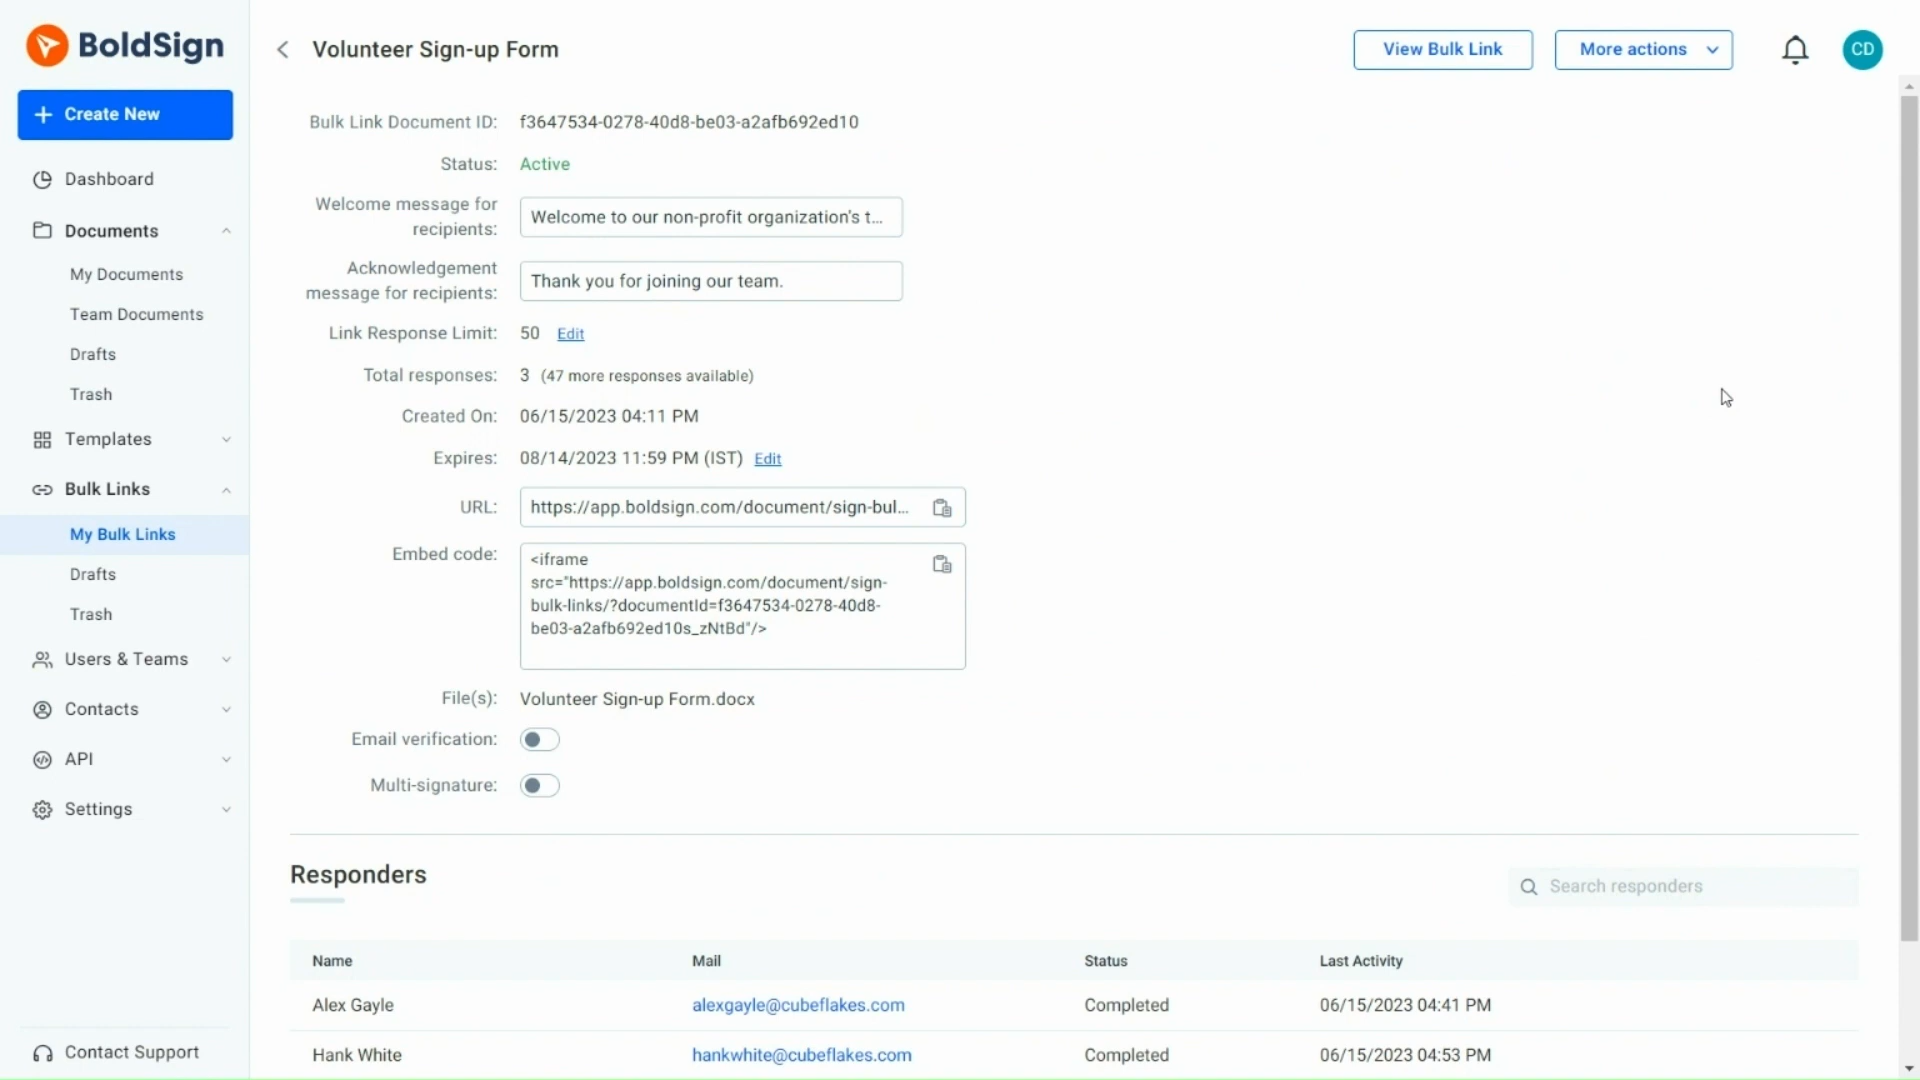 BoldSign
Create New
Dashboard
Documents
My Documents
Team Documents
Drafts
Trash
Templates
Bulk Links
My Bulk Links
Drafts
Trash
Users & Teams
Contacts
API
Settings
Contact Support
Volunteer Sign-up Form
View Bulk Link
More actions
CD
Bulk Link Document ID: f3647534-0278-40d8-be03-a2afb692ed10
Status: Active
Welcome message for
recipients: Welcome to our non-profit organization's t...
Acknowledgement
message for recipients: Thank you for joining our team.
Link Response Limit: 50 Edit
Total responses: 3 (47 more responses available)
Created On: 06/15/2023 04:11 PM
Expires: 08/14/2023 11:59 PM (IST) Edit
URL: https://app.boldsign.com/document/sign-bul...
Embed code: <iframe
src="https://app.boldsign.com/document/sign-
bulk-links/?documentId=f3647534-0278-40d8-
be03-a2afb692ed10s_zNtBd"/>
File(s): Volunteer Sign-up Form.docx
Email verification:
Multi-signature:
Responders
Search responders
Name Mail Status Last Activity
Alex Gayle alexgayle@cubeflakes.com Completed 06/15/2023 04:41 PM
Hank White hankwhite@cubeflakes.com Completed 06/15/2023 04:53 PM